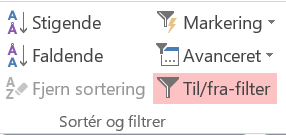 Stigende
Markering
Faldende
Avanceret
Fjern sortering
Til/fra-filter
Sortér og filtrer